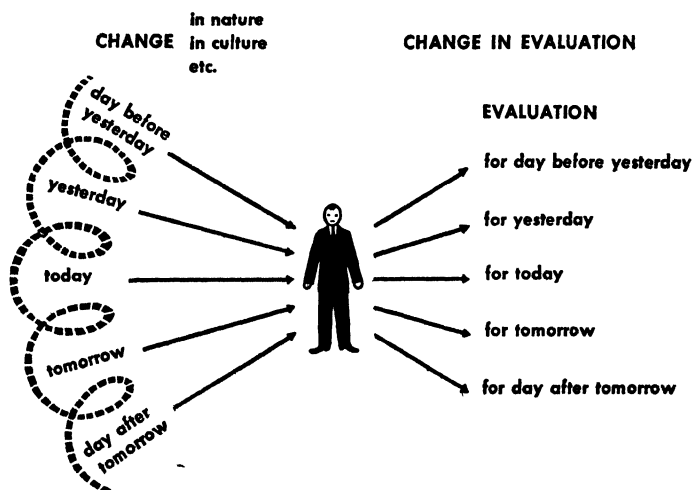 CHANGE
in nature
in culture
etc.
CHANGE IN EVALUATION
EVALUATION
day before
yesterday
yesterday
today
tomorrow
day after
tomorrow
for day before yesterday
for yesterday
for today
for tomorrow
for day after tomorrow